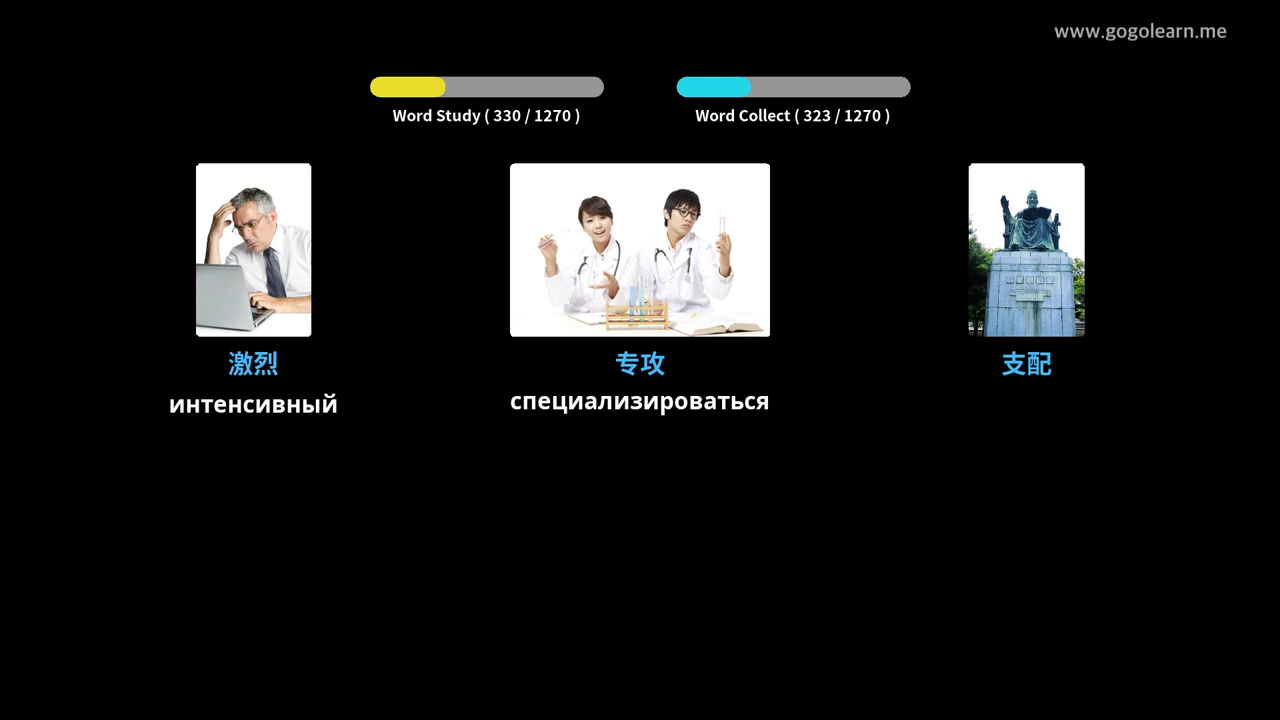 www.gogolearn.me
Word Study ( 330 / 1270 )
Word Collect ( 323 / 1270 )
激烈
专攻
支配
интенсивный
специализироваться